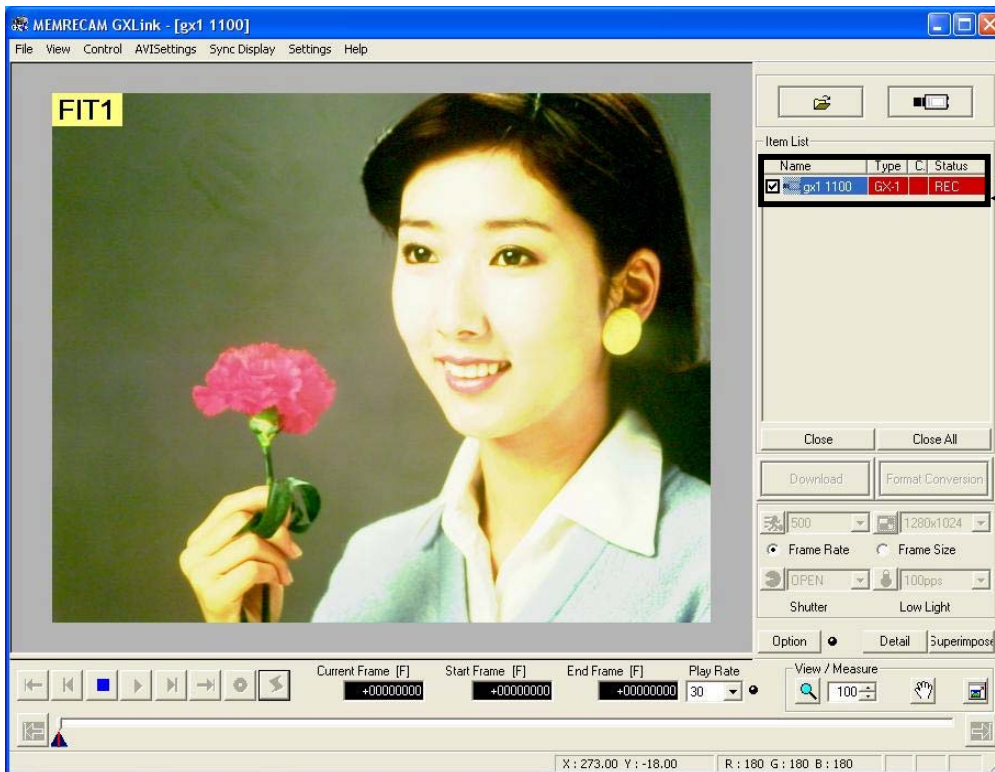 MEMRECAM GXLink - [gx1 1100]
File View Control AVISettings Sync Display Settings Help
FIT1
Item List
Name Type C. Status
gx1 1100 GX-1 REC
Close Close All
Download Format Conversion
500 1280x1024
Frame Rate Frame Size
OPEN 100pps
Shutter Low Light
Option Detail Superimpose
Current Frame [F] Start Frame [F] End Frame [F] Play Rate View / Measure
+00000000 +00000000 +00000000 30 100
X : 273.00 Y : -18.00 R : 180 G : 180 B : 180